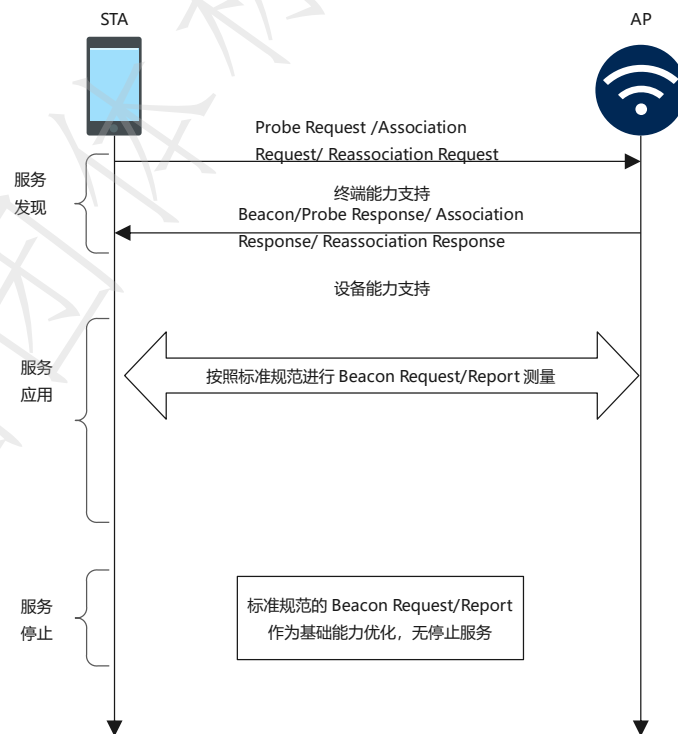 STA
AP
Probe Request /Association
Request/ Reassociation Request
服务
发现
终端能力支持
Beacon/Probe Response/ Association
Response/ Reassociation Response
设备能力支持
服务
应用
按照标准规范进行 Beacon Request/Report 测量
服务
停止
标准规范的 Beacon Request/Report
作为基础能力优化，无停止服务
团体标